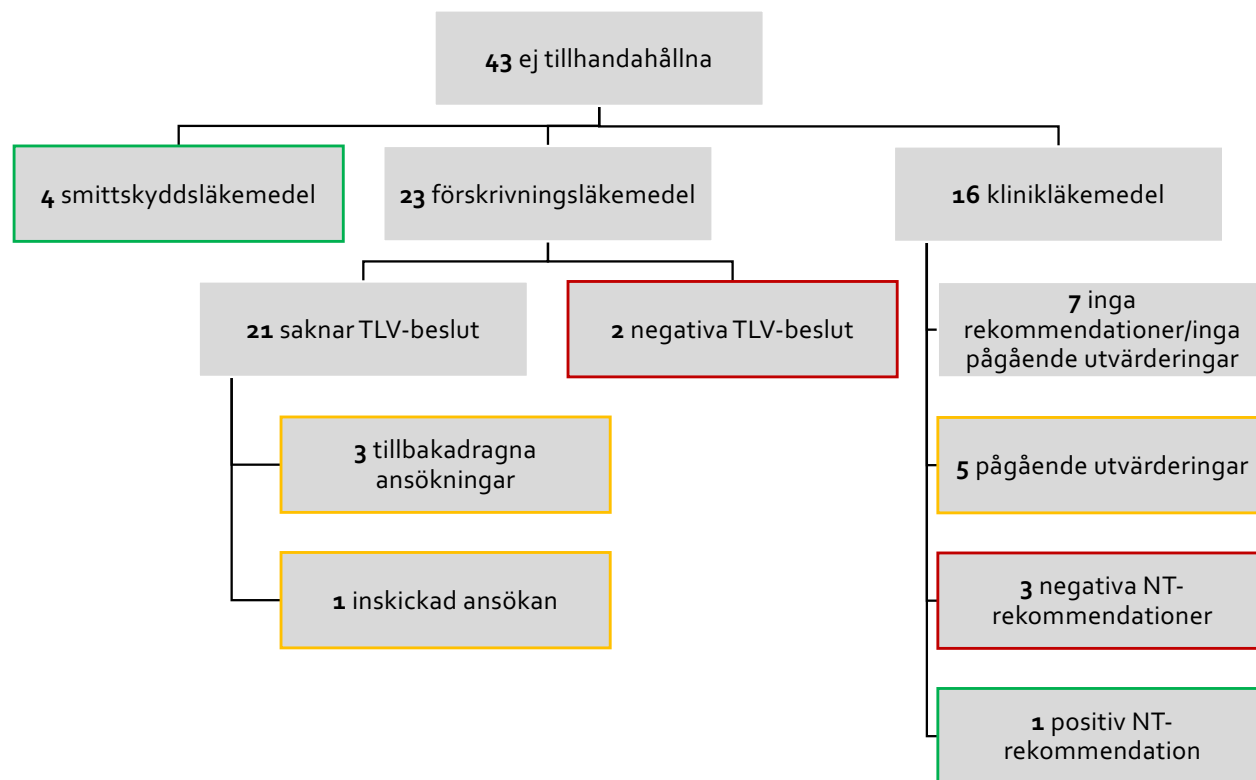 43 ej tillhandahållna
4 smittskyddsläkemedel
23 förskrivningsläkemedel
16 klinikläkemedel
21 saknar TLV-beslut
2 negativa TLV-beslut
7 inga
rekommendationer/inga
pågående utvärderingar
3 tillbakadragna
ansökningar
5 pågående utvärderingar
1 inskickad ansökan
3 negativa NT-
rekommendationer
1 positiv NT-
rekommendation